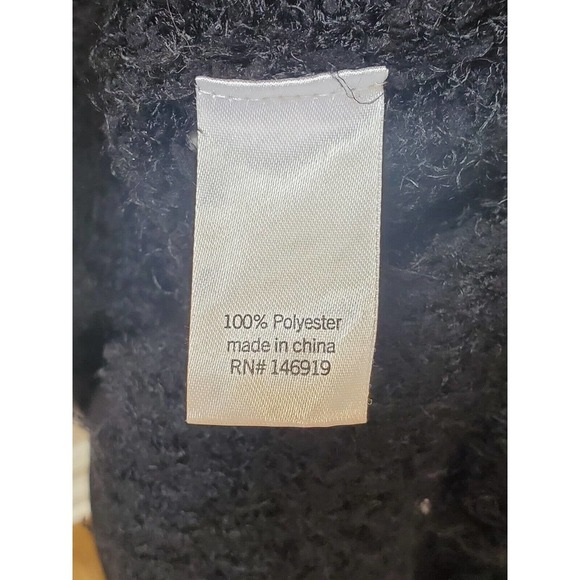 100% Polyester
made in china
RN# 146919